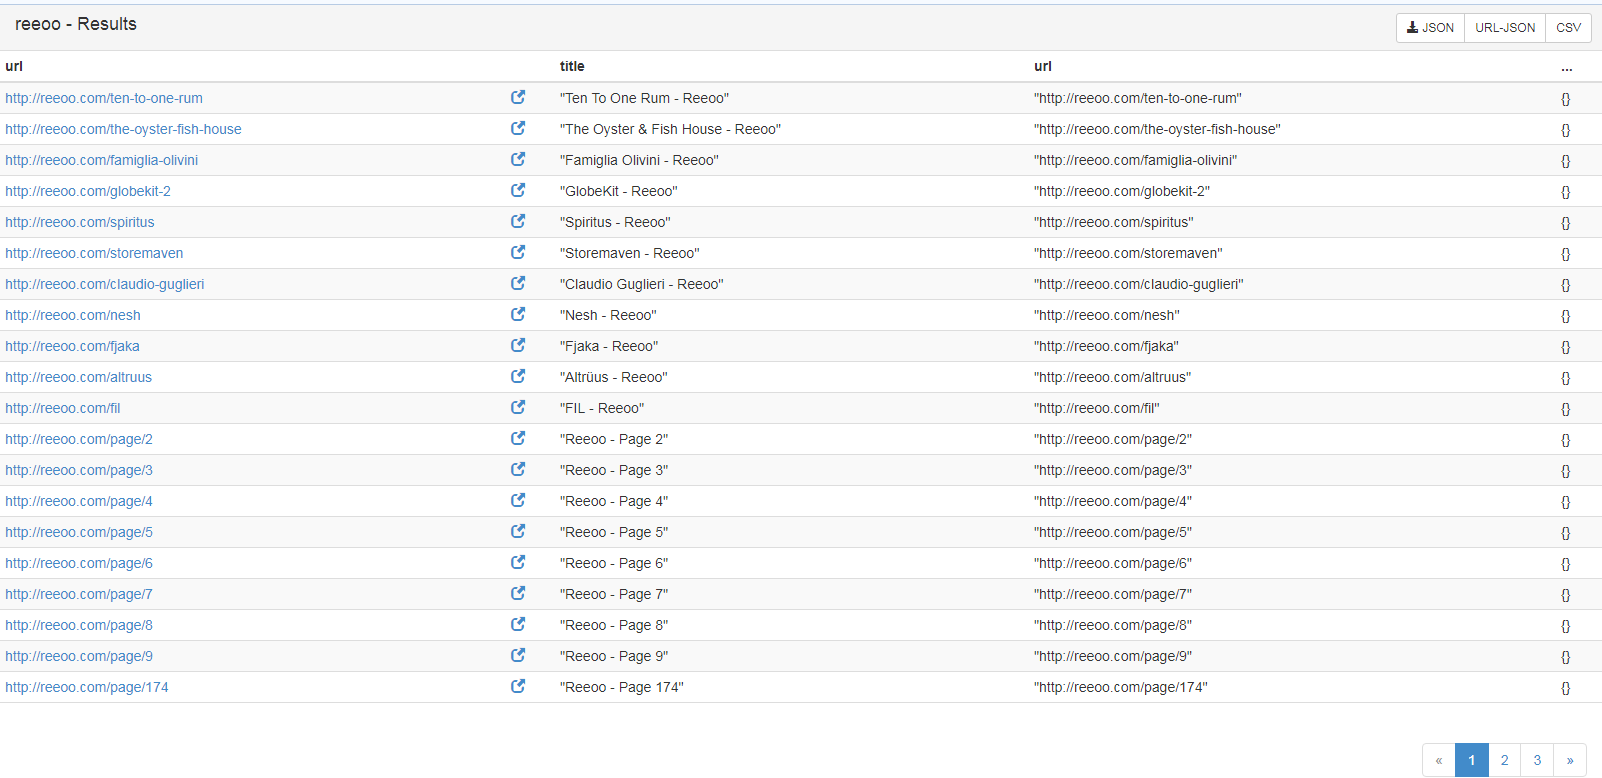 reeoo - Results JSON URL-JSON CSV
url title url ...
http://reeoo.com/ten-to-one-rum "Ten To One Rum - Reeoo" "http://reeoo.com/ten-to-one-rum" {}
http://reeoo.com/the-oyster-fish-house "The Oyster & Fish House - Reeoo" "http://reeoo.com/the-oyster-fish-house" {}
http://reeoo.com/famiglia-olivini "Famiglia Olivini - Reeoo" "http://reeoo.com/famiglia-olivini" {}
http://reeoo.com/globekit-2 "GlobeKit - Reeoo" "http://reeoo.com/globekit-2" {}
http://reeoo.com/spiritus "Spiritus - Reeoo" "http://reeoo.com/spiritus" {}
http://reeoo.com/storemaven "Storemaven - Reeoo" "http://reeoo.com/storemaven" {}
http://reeoo.com/claudio-guglieri "Claudio Guglieri - Reeoo" "http://reeoo.com/claudio-guglieri" {}
http://reeoo.com/nesh "Nesh - Reeoo" "http://reeoo.com/nesh" {}
http://reeoo.com/fjaka "Fjaka - Reeoo" "http://reeoo.com/fjaka" {}
http://reeoo.com/altruus "Altrüus - Reeoo" "http://reeoo.com/altruus" {}
http://reeoo.com/fil "FIL - Reeoo" "http://reeoo.com/fil" {}
http://reeoo.com/page/2 "Reeoo - Page 2" "http://reeoo.com/page/2" {}
http://reeoo.com/page/3 "Reeoo - Page 3" "http://reeoo.com/page/3" {}
http://reeoo.com/page/4 "Reeoo - Page 4" "http://reeoo.com/page/4" {}
http://reeoo.com/page/5 "Reeoo - Page 5" "http://reeoo.com/page/5" {}
http://reeoo.com/page/6 "Reeoo - Page 6" "http://reeoo.com/page/6" {}
http://reeoo.com/page/7 "Reeoo - Page 7" "http://reeoo.com/page/7" {}
http://reeoo.com/page/8 "Reeoo - Page 8" "http://reeoo.com/page/8" {}
http://reeoo.com/page/9 "Reeoo - Page 9" "http://reeoo.com/page/9" {}
http://reeoo.com/page/174 "Reeoo - Page 174" "http://reeoo.com/page/174" {}
« 1 2 3 »